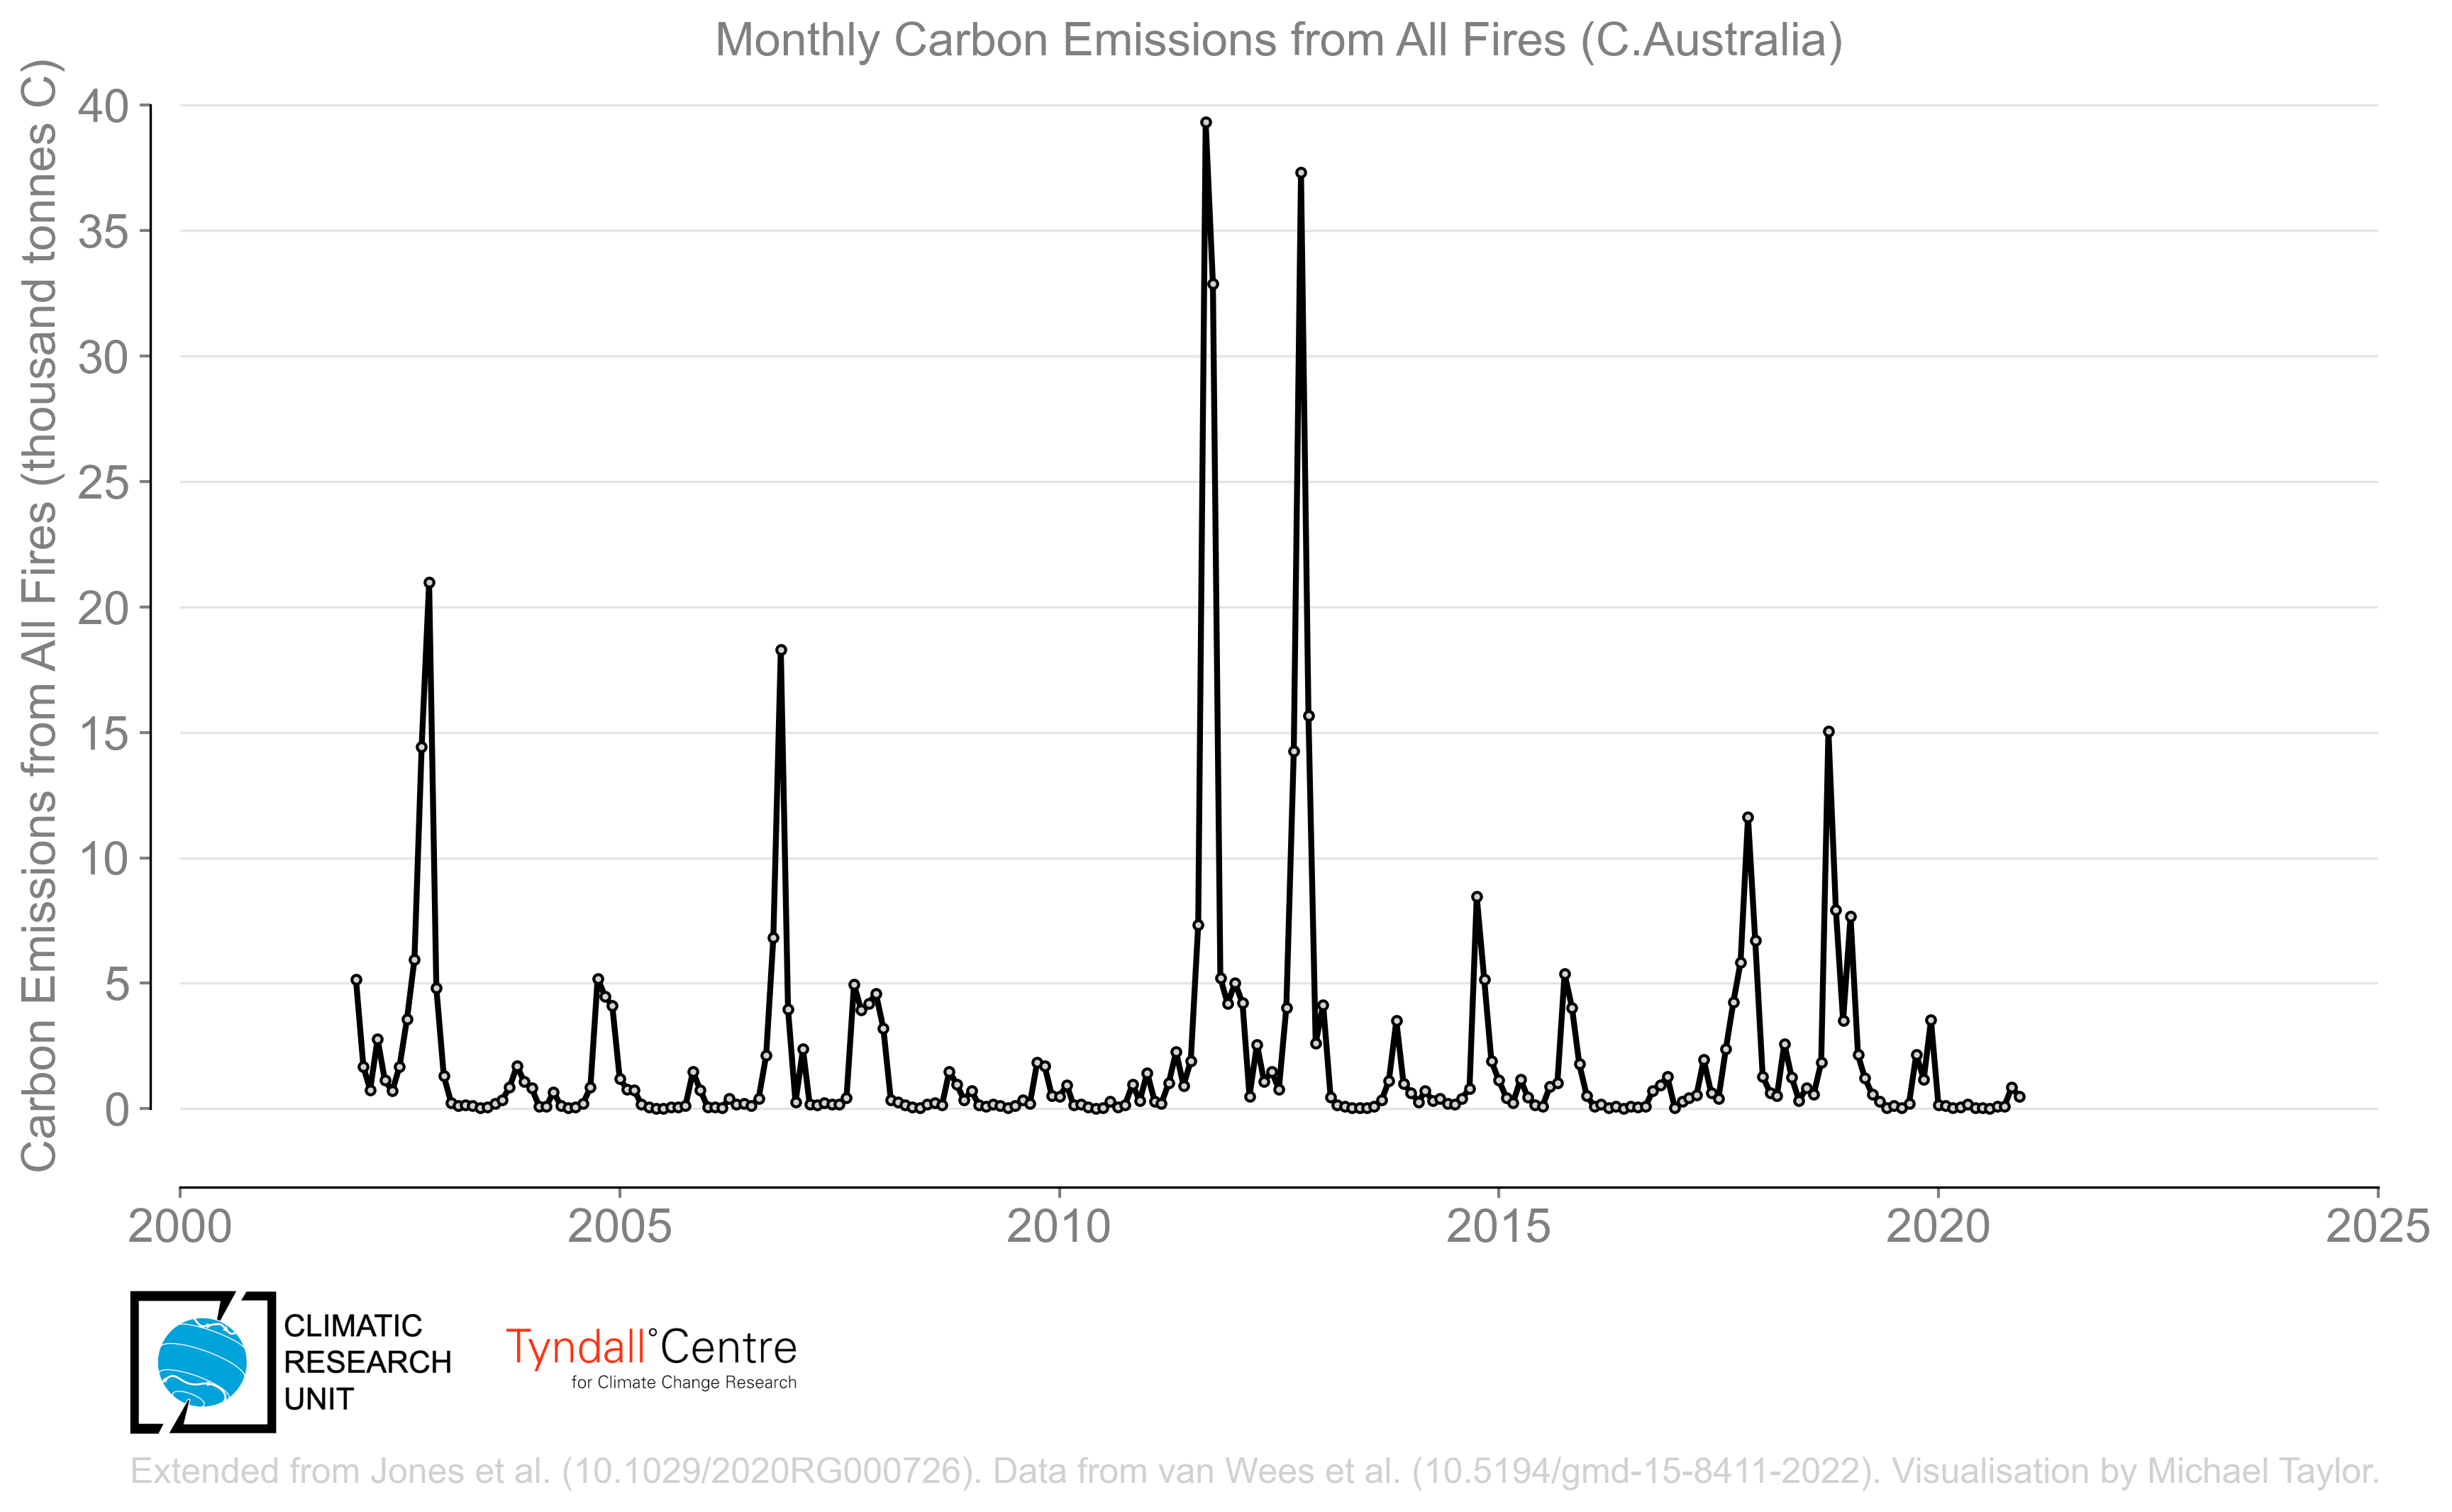 Monthly Carbon Emissions from All Fires (C.Australia)
Carbon Emissions from All Fires (thousand tonnes C)
40
35
30
25
20
15
10
5
0
2000
2005
2010
2015
2020
2025
CLIMATIC
RESEARCH
UNIT
Tyndall°Centre
for Climate Change Research
Extended from Jones et al. (10.1029/2020RG000726). Data from van Wees et al. (10.5194/gmd-15-8411-2022). Visualisation by Michael Taylor.